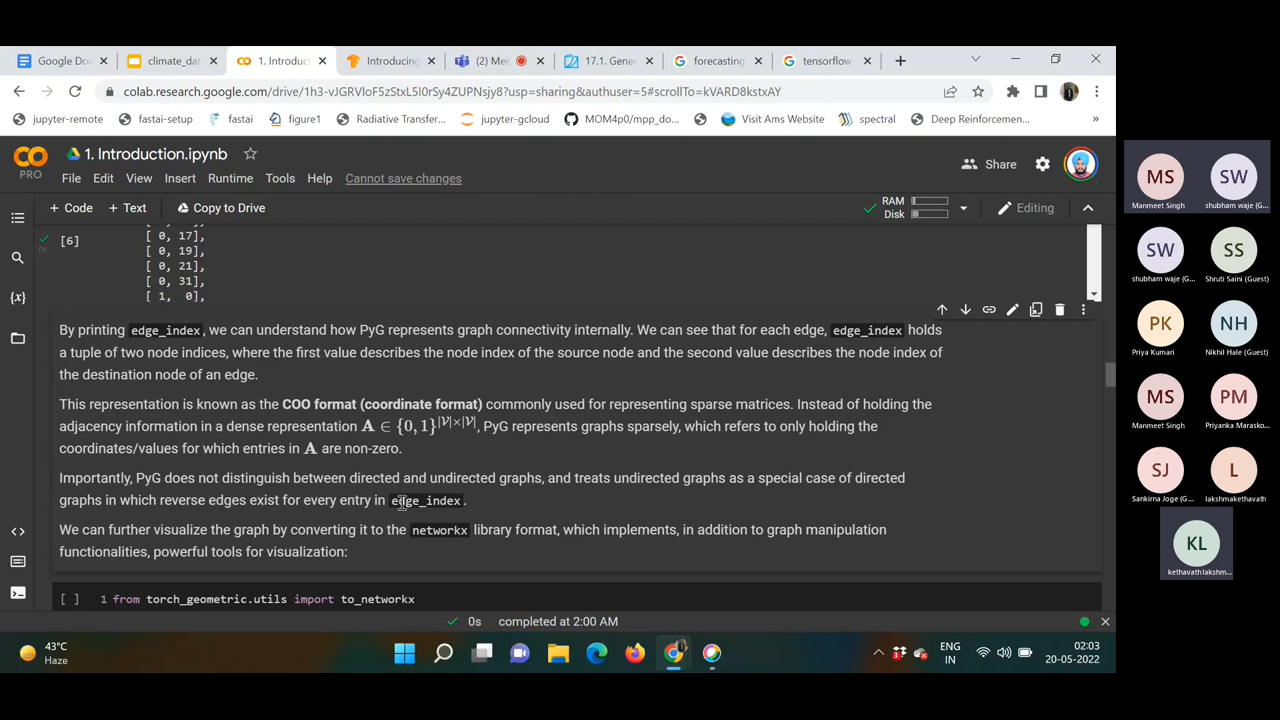 Google Do
climate_dat
1. Introduc
Introducing
(2) Mee
17.1. Gene
forecasting
tensorflow
colab.research.google.com/drive/1h3-vJGRVloF5zStxL5I0rSy4ZUPNsjy8?usp=sharing&authuser=5#scrollTo=kVARD8kstxAY
jupyter-remote
fastai-setup
fastai
figure1
Radiative Transfer...
jupyter-gcloud
MOM4p0/mpp_do...
Visit Ams Website
spectral
Deep Reinforcemen...
»
CO
PRO
1. Introduction.ipynb
File Edit View Insert Runtime Tools Help Cannot save changes
Share
+ Code + Text Copy to Drive
RAM
Disk
Editing
[6]
[ 0, 17],
[ 0, 19],
[ 0, 21],
[ 0, 31],
[ 1, 0],
By printing edge_index, we can understand how PyG represents graph connectivity internally. We can see that for each edge, edge_index holds
a tuple of two node indices, where the first value describes the node index of the source node and the second value describes the node index of
the destination node of an edge.
This representation is known as the COO format (coordinate format) commonly used for representing sparse matrices. Instead of holding the
adjacency information in a dense representation A ∈ {0, 1}^|V|×|V|, PyG represents graphs sparsely, which refers to only holding the
coordinates/values for which entries in A are non-zero.
Importantly, PyG does not distinguish between directed and undirected graphs, and treats undirected graphs as a special case of directed
graphs in which reverse edges exist for every entry in edge_index.
We can further visualize the graph by converting it to the networkx library format, which implements, in addition to graph manipulation
functionalities, powerful tools for visualization:
[ ] 1 from torch_geometric.utils import to_networkx
0s completed at 2:00 AM
43°C
Haze
ENG
IN
02:03
20-05-2022
MS
Manmeet Singh
SW
shubham waje (G...
SW
shubham waje (G...
SS
Shruti Saini (Guest)
PK
Priya Kumari
NH
Nikhil Hale (Guest)
MS
Manmeet Singh
PM
Priyanka Marasko...
SJ
Sankirna Joge (G...
L
lakshmakethavath
KL
kethavath lakshm...